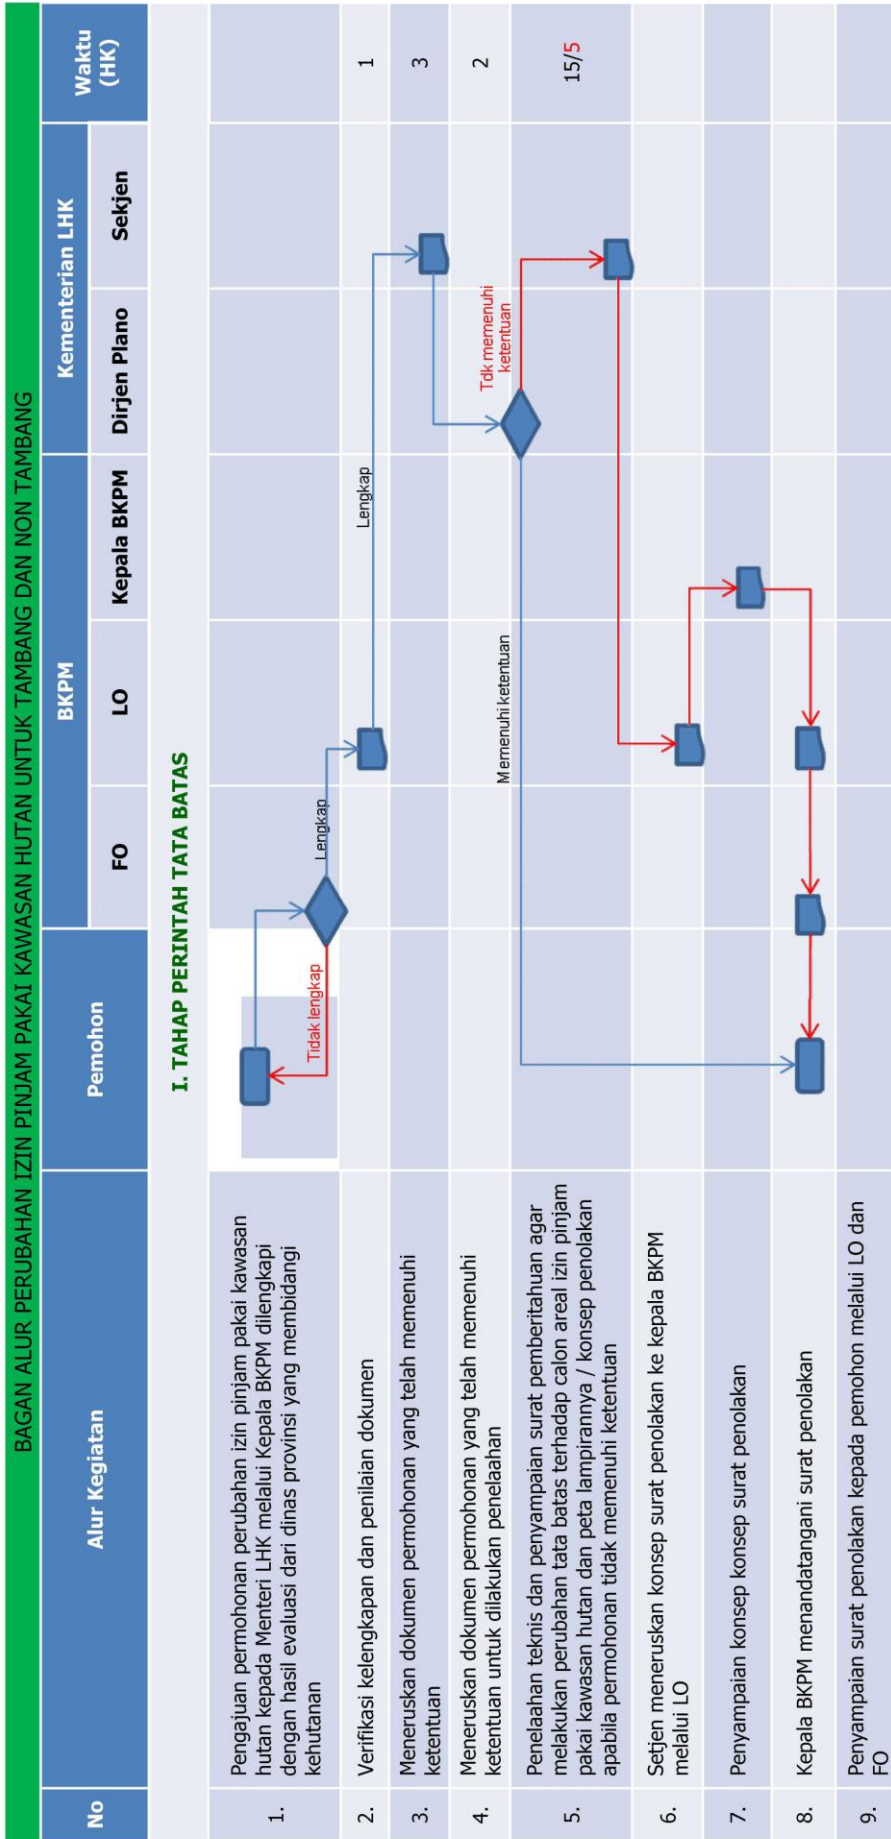 BAGAN ALUR PERUBAHAN IZIN PINJAM PAKAI KAWASAN HUTAN UNTUK TAMBANG DAN NON TAMBANG
No
Alur Kegiatan
Pemohon
BKPM
Kementerian LHK
Waktu
(HK)
FO
LO
Kepala BKPM
Dirjen Plano
Sekjen
I. TAHAP PERINTAH TATA BATAS
1.
Pengajuan permohonan perubahan izin pinjam pakai kawasan
hutan kepada Menteri LHK melalui Kepala BKPM dilengkapi
dengan hasil evaluasi dari dinas provinsi yang membidangi
kehutanan
Tidak lengkap
Lengkap
2.
Verifikasi kelengkapan dan penilaian dokumen
Lengkap
1
3.
Meneruskan dokumen permohonan yang telah memenuhi
ketentuan
3
4.
Meneruskan dokumen permohonan yang telah memenuhi
ketentuan untuk dilakukan penelaahan
2
Memenuhi ketentuan
Tdk memenuhi
ketentuan
5.
Penelaahan teknis dan penyampaian surat pemberitahuan agar
melakukan perubahan tata batas terhadap calon areal izin pinjam
pakai kawasan hutan dan peta lampirannya / konsep penolakan
apabila permohonan tidak memenuhi ketentuan
15/5
6.
Setjen meneruskan konsep surat penolakan ke kepala BKPM
melalui LO
7.
Penyampaian konsep konsep surat penolakan
8.
Kepala BKPM menandatangani surat penolakan
9.
Penyampaian surat penolakan kepada pemohon melalui LO dan
FO